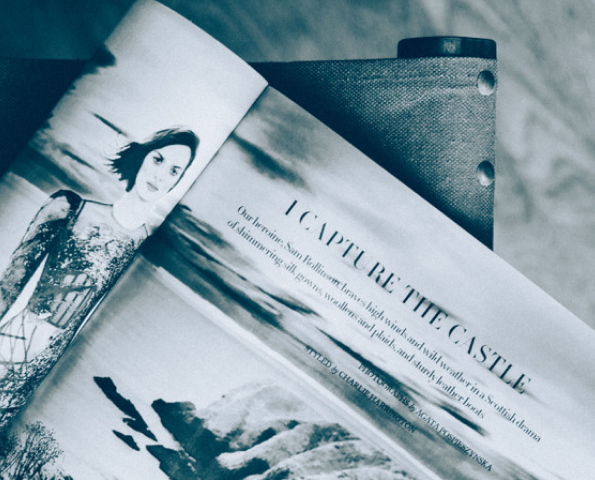 I CAPTURE THE CASTLE
Our heroine, Sam Rollinson, braves high winds and wild weather in a Scottish drama
of shimmering silk gowns, woollens and plaids, and sturdy leather boots
PHOTOGRAPHS by AGATA POSPIESZYNSKA
STYLED by CHARLIE HARRINGTON